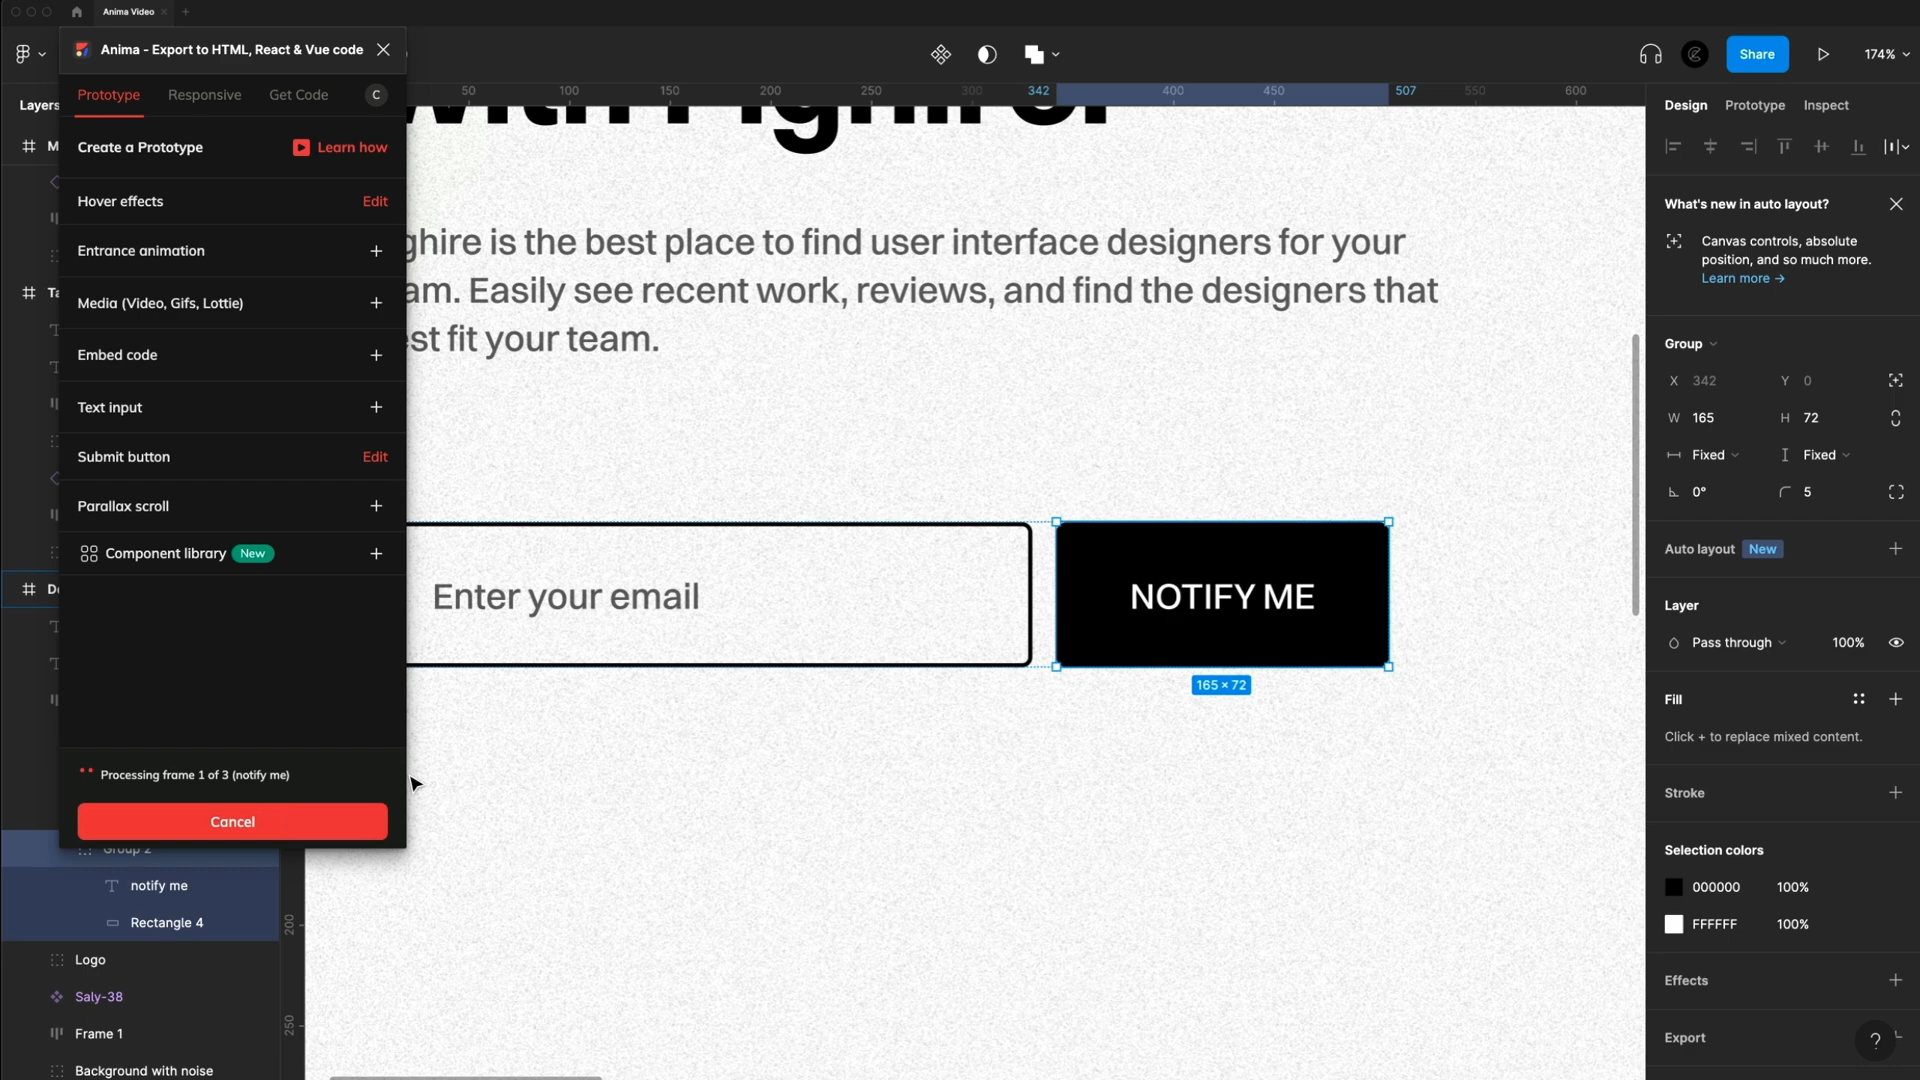 Anima Video
Anima - Export to HTML, React & Vue code
Share
174%
Layers
Prototype
Responsive
Get Code
C
50
100
150
200
250
300
342
400
450
507
550
600
Design
Prototype
Inspect
Create a Prototype
Learn how
Hover effects
Edit
Entrance animation
Media (Video, Gifs, Lottie)
Embed code
Text input
Submit button
Edit
Parallax scroll
Component library
New
Processing frame 1 of 3 (notify me)
Cancel
Group 2
notify me
Rectangle 4
Logo
Saly-38
Frame 1
Background with noise
ghire is the best place to find user interface designers for your
am. Easily see recent work, reviews, and find the designers that
est fit your team.
Enter your email
NOTIFY ME
165 × 72
200
250
What's new in auto layout?
Canvas controls, absolute
position, and so much more.
Learn more →
Group
X 342
Y 0
W 165
H 72
Fixed
Fixed
0°
5
Auto layout
New
Layer
Pass through
100%
Fill
Click + to replace mixed content.
Stroke
Selection colors
000000
100%
FFFFFF
100%
Effects
Export
?